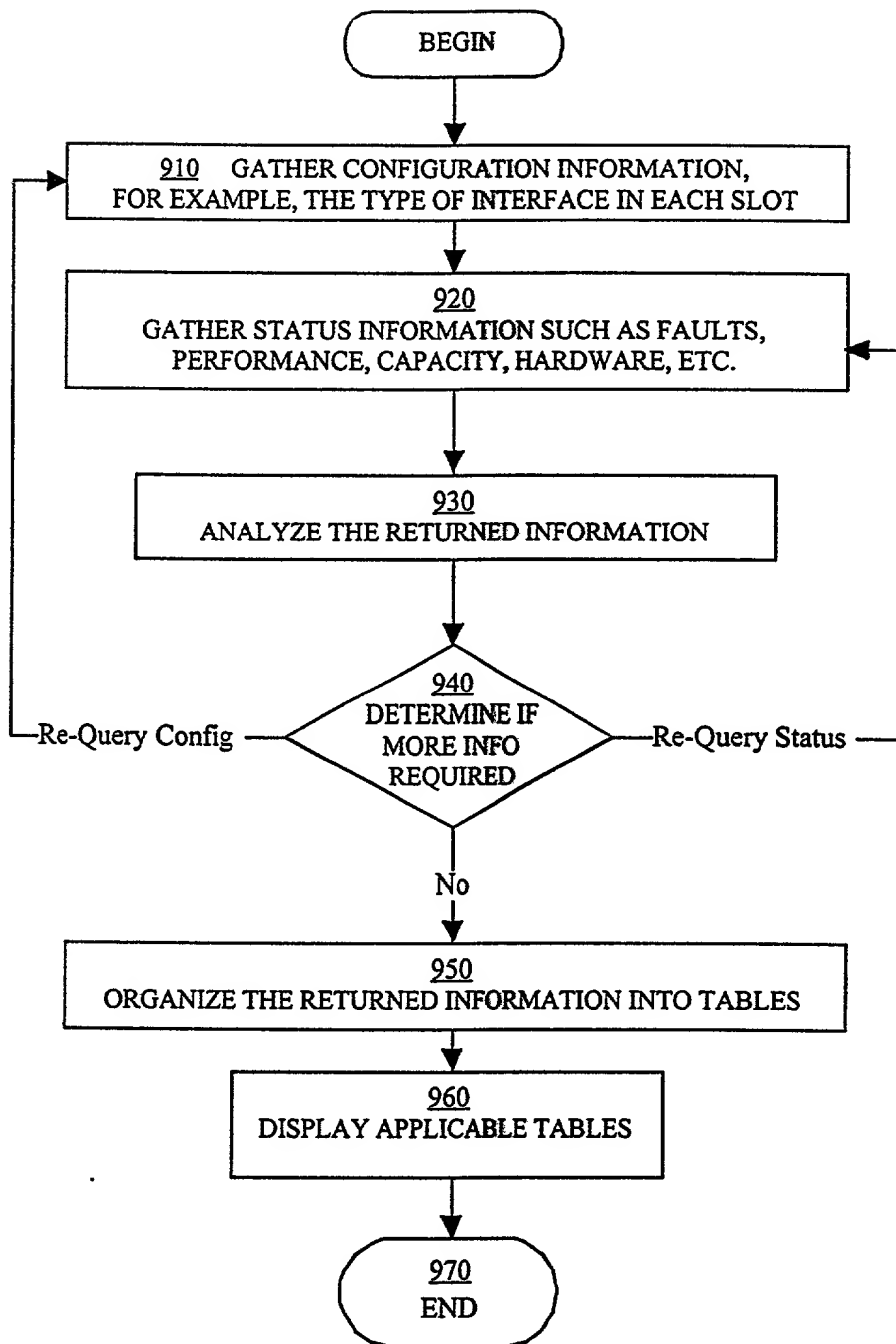 BEGIN
910 GATHER CONFIGURATION INFORMATION,
FOR EXAMPLE, THE TYPE OF INTERFACE IN EACH SLOT
920
GATHER STATUS INFORMATION SUCH AS FAULTS,
PERFORMANCE, CAPACITY, HARDWARE, ETC.
930
ANALYZE THE RETURNED INFORMATION
940
DETERMINE IF
MORE INFO
REQUIRED
Re-Query Config
Re-Query Status
No
950
ORGANIZE THE RETURNED INFORMATION INTO TABLES
960
DISPLAY APPLICABLE TABLES
970
END